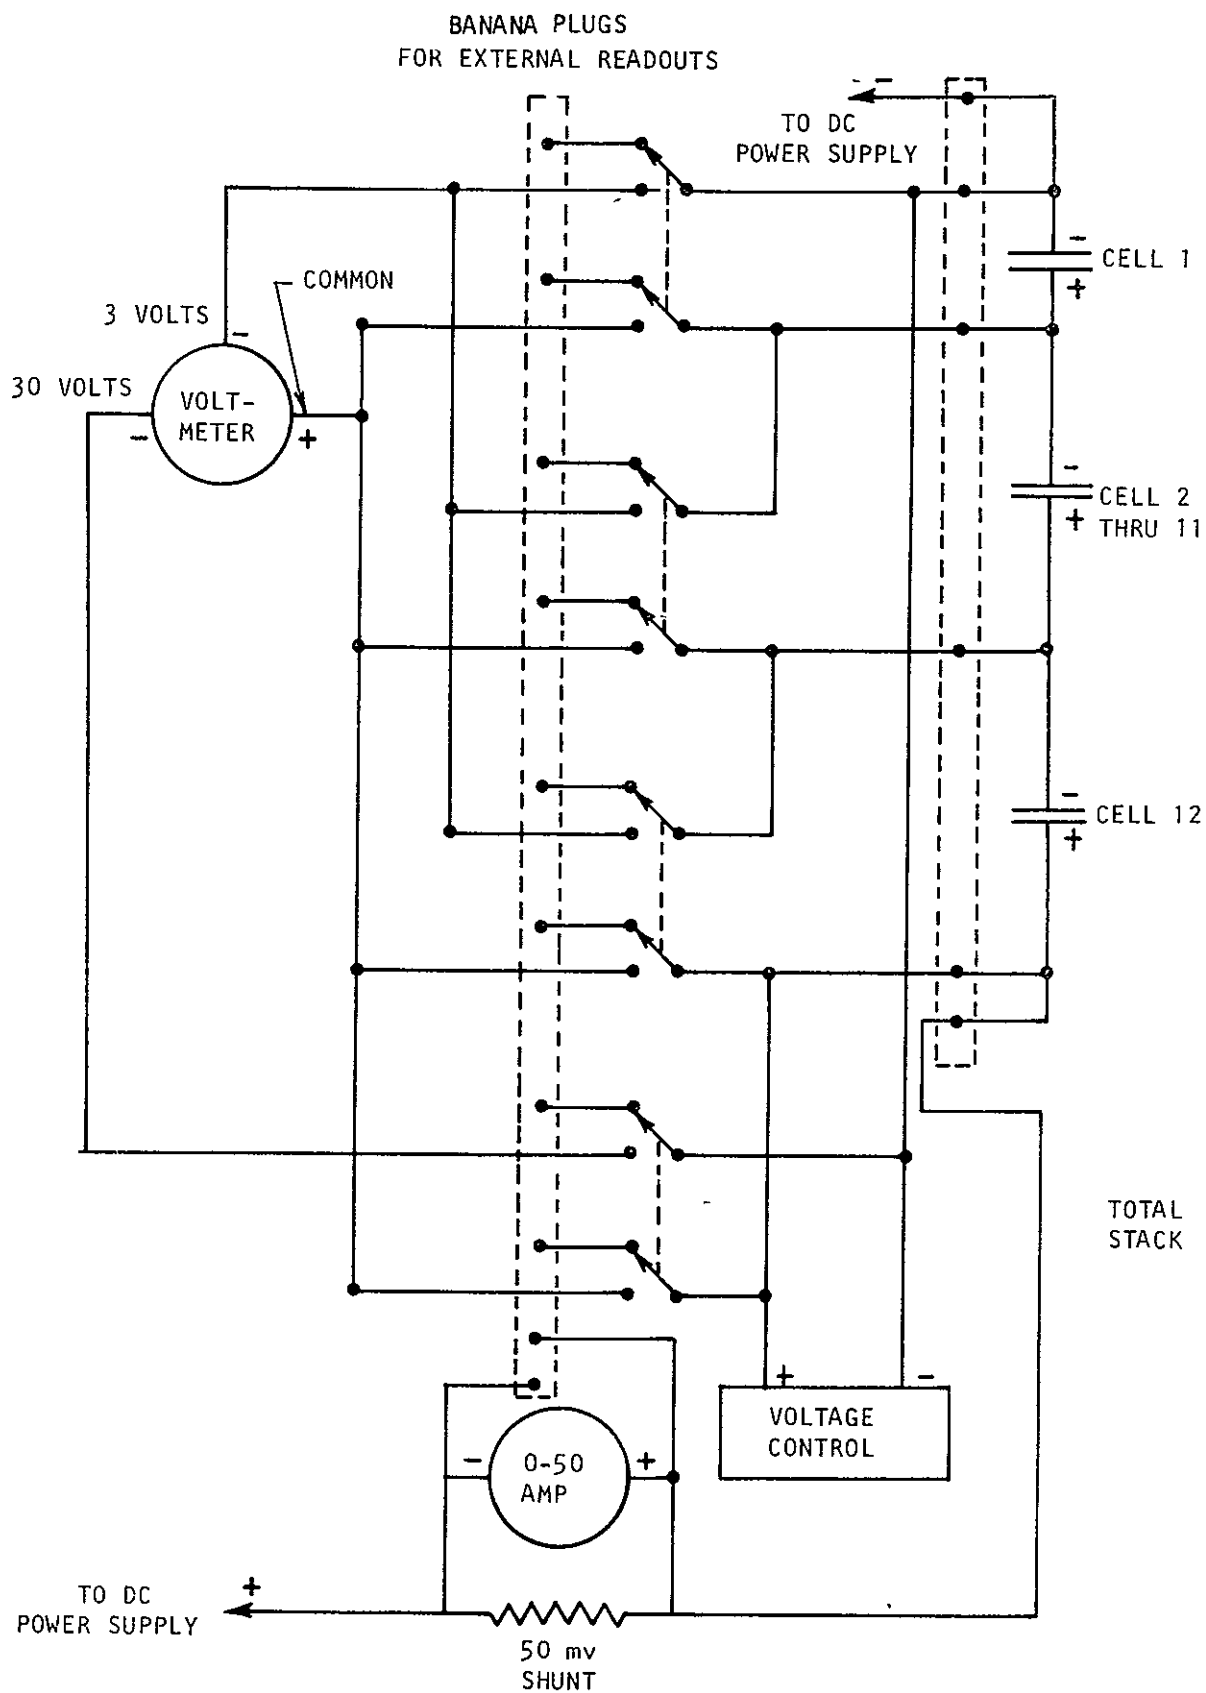 BANANA PLUGS
FOR EXTERNAL READOUTS
-
TO DC
POWER SUPPLY
- COMMON
3 VOLTS
-
30 VOLTS
-
VOLT-
METER
+
-
CELL 1
+
-
CELL 2
THRU 11
+
-
CELL 12
+
TOTAL
STACK
+
-
VOLTAGE
CONTROL
-
0-50
AMP
+
TO DC
POWER SUPPLY
+
50 mv
SHUNT